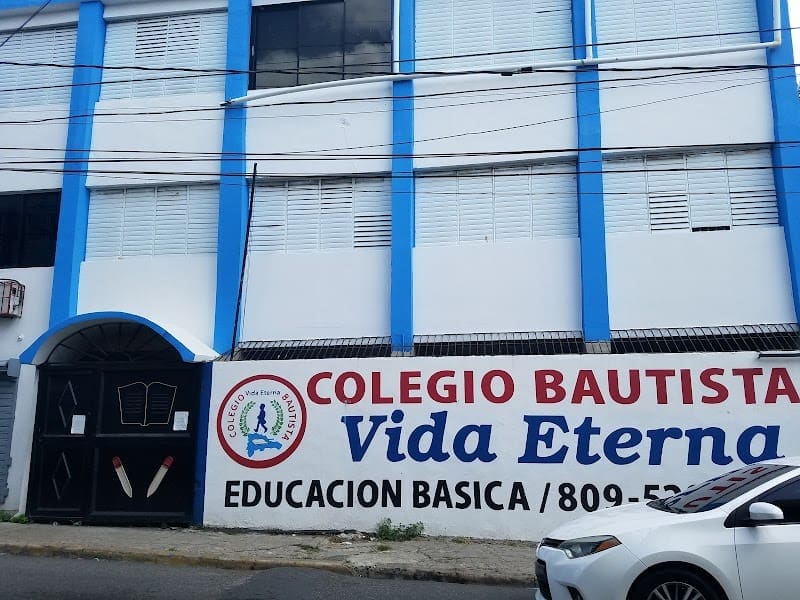 COLEGIO BAUTISTA
Vida Eterna
EDUCACION BASICA / 809-52
COLEGIO Vida Eterna BAUTISTA